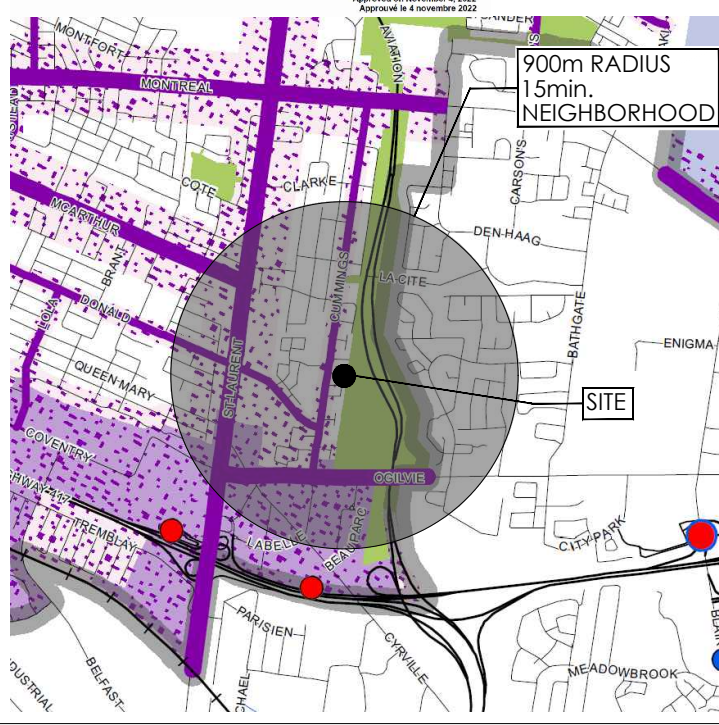 Approuvé le 4 novembre 2022
MONTFORT
AVIATION
MONTREAL
900m RADIUS
15min.
NEIGHBORHOOD
COTE
CLARKE
CARSON'S
MCARTHUR
BRANT
DEN HAAG
LA CITE
CUMMINGS
DONALD
LOLA
BATHGATE
ST-LAURENT
ENIGMA
QUEEN MARY
SITE
COVENTRY
OGILVIE
HIGHWAY 417
TREMBLAY
LABELLE
BEAUPARC
CITY PARK
PARISIEN
CYRVILLE
BELFAST
MEADOWBROOK